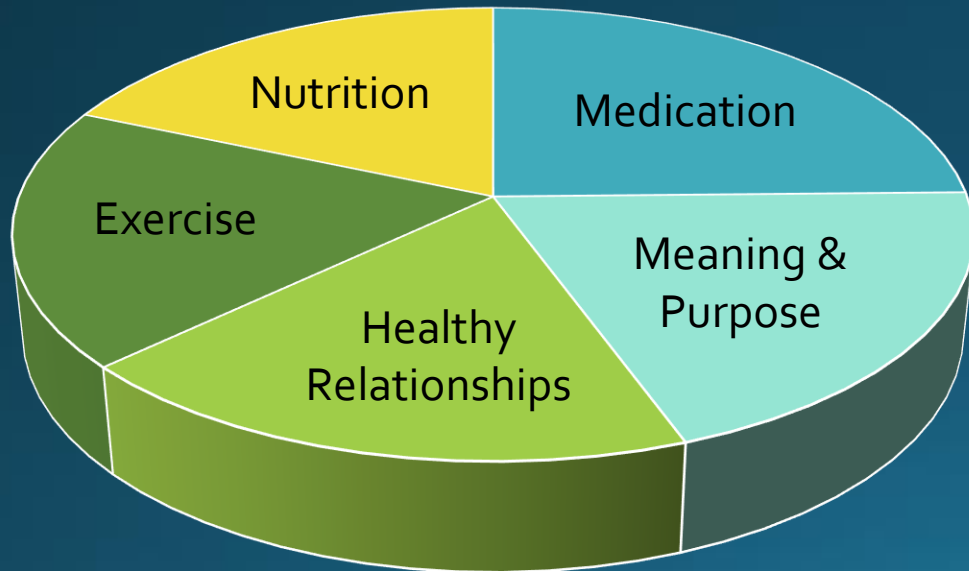 Nutrition
Medication
Exercise
Meaning &
Purpose
Healthy
Relationships